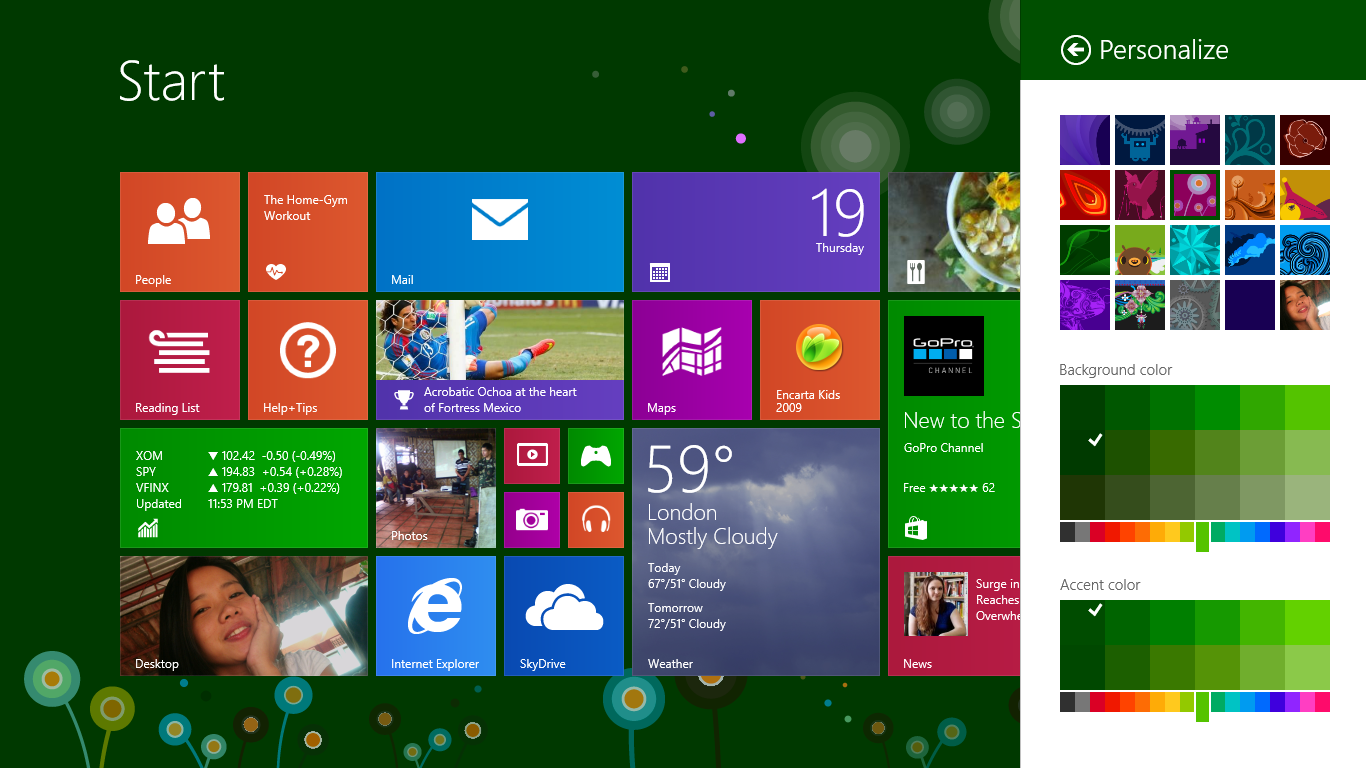 Start
Personalize
People
The Home-Gym
Workout
Mail
19
Thursday
Reading List
Help+Tips
Acrobatic Ochoa at the heart
of Fortress Mexico
Maps
Encarta Kids
2009
GoPro
CHANNEL
New to the S
GoPro Channel
Free ★★★★★ 62
XOM ▼ 102.42 -0.50 (-0.49%)
SPY ▲ 194.83 +0.54 (+0.28%)
VFINX ▲ 179.81 +0.39 (+0.22%)
Updated 11:53 PM EDT
Photos
59°
London
Mostly Cloudy
Today
67°/51° Cloudy
Tomorrow
72°/51° Cloudy
Weather
Desktop
Internet Explorer
SkyDrive
Surge in
Reaches
Overwhe
News
Background color
Accent color